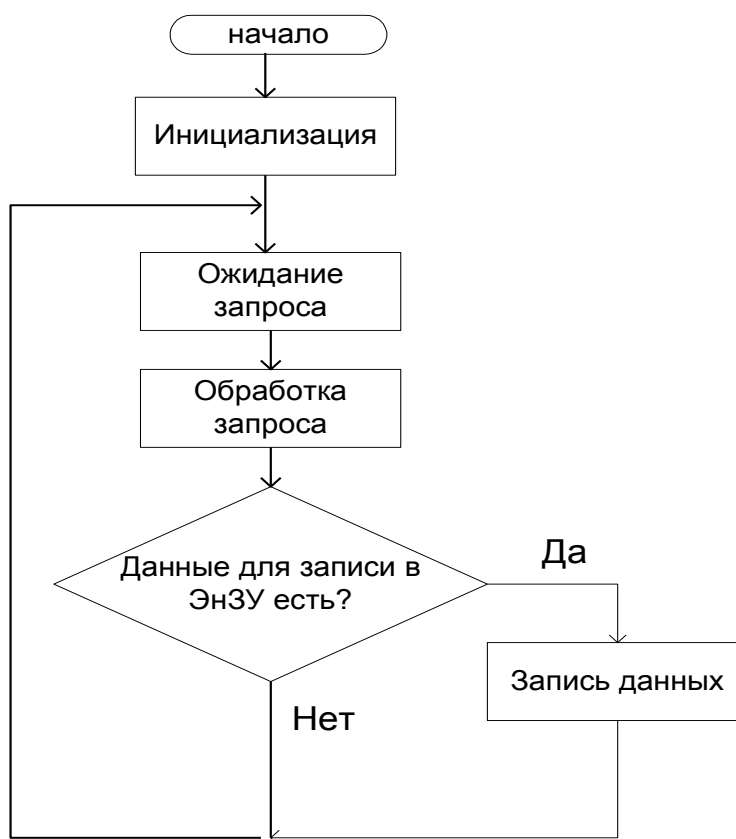 начало
Инициализация
Ожидание
запроса
Обработка
запроса
Данные для записи в
ЭнЗУ есть?
Да
Запись данных
Нет